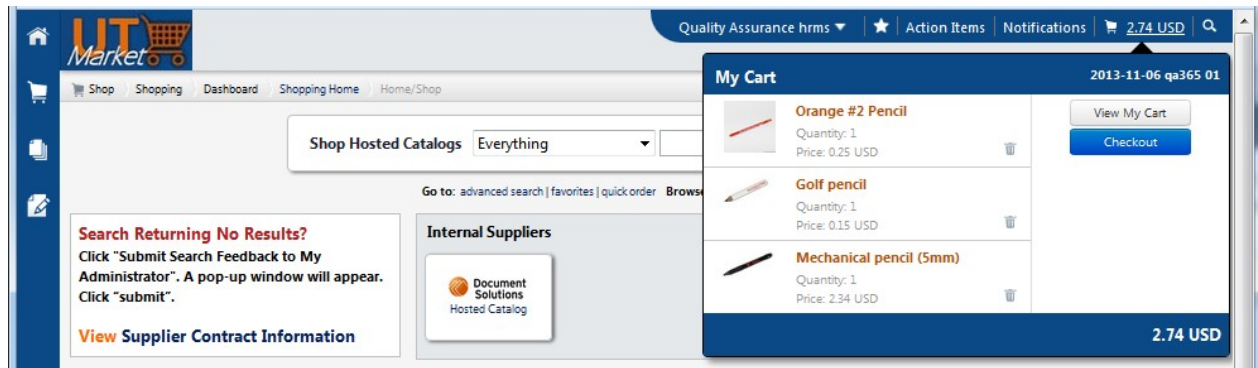 UT
Market
Quality Assurance hrms
Action Items
Notifications
2.74 USD
Shop
Shopping
Dashboard
Shopping Home
Home/Shop
Shop Hosted Catalogs
Everything
Go to: advanced search | favorites | quick order
Search Returning No Results?
Click "Submit Search Feedback to My
Administrator". A pop-up window will appear.
Click "submit".
View Supplier Contract Information
Internal Suppliers
Document
Solutions
Hosted Catalog
My Cart
2013-11-06 qa365 01
Orange #2 Pencil
Quantity: 1
Price: 0.25 USD
Golf pencil
Quantity: 1
Price: 0.15 USD
Mechanical pencil (5mm)
Quantity: 1
Price: 2.34 USD
View My Cart
Checkout
2.74 USD